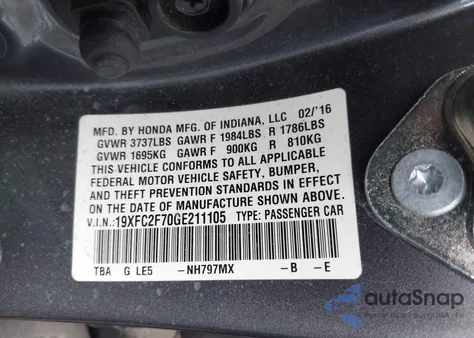 MFD. BY HONDA MFG. OF INDIANA, LLC 02/'16
GVWR 3737LBS GAWR F 1984LBS R 1786LBS
GVWR 1695KG GAWR F 900KG R 810KG
THIS VEHICLE CONFORMS TO ALL APPLICABLE
FEDERAL MOTOR VEHICLE SAFETY, BUMPER,
AND THEFT PREVENTION STANDARDS IN EFFECT
ON THE DATE OF MANUFACTURE SHOWN ABOVE.
V.I.N.: 19XFC2F70GE211105 TYPE: PASSENGER CAR
TBA G LE5 -NH797MX -B -E
autoSnap